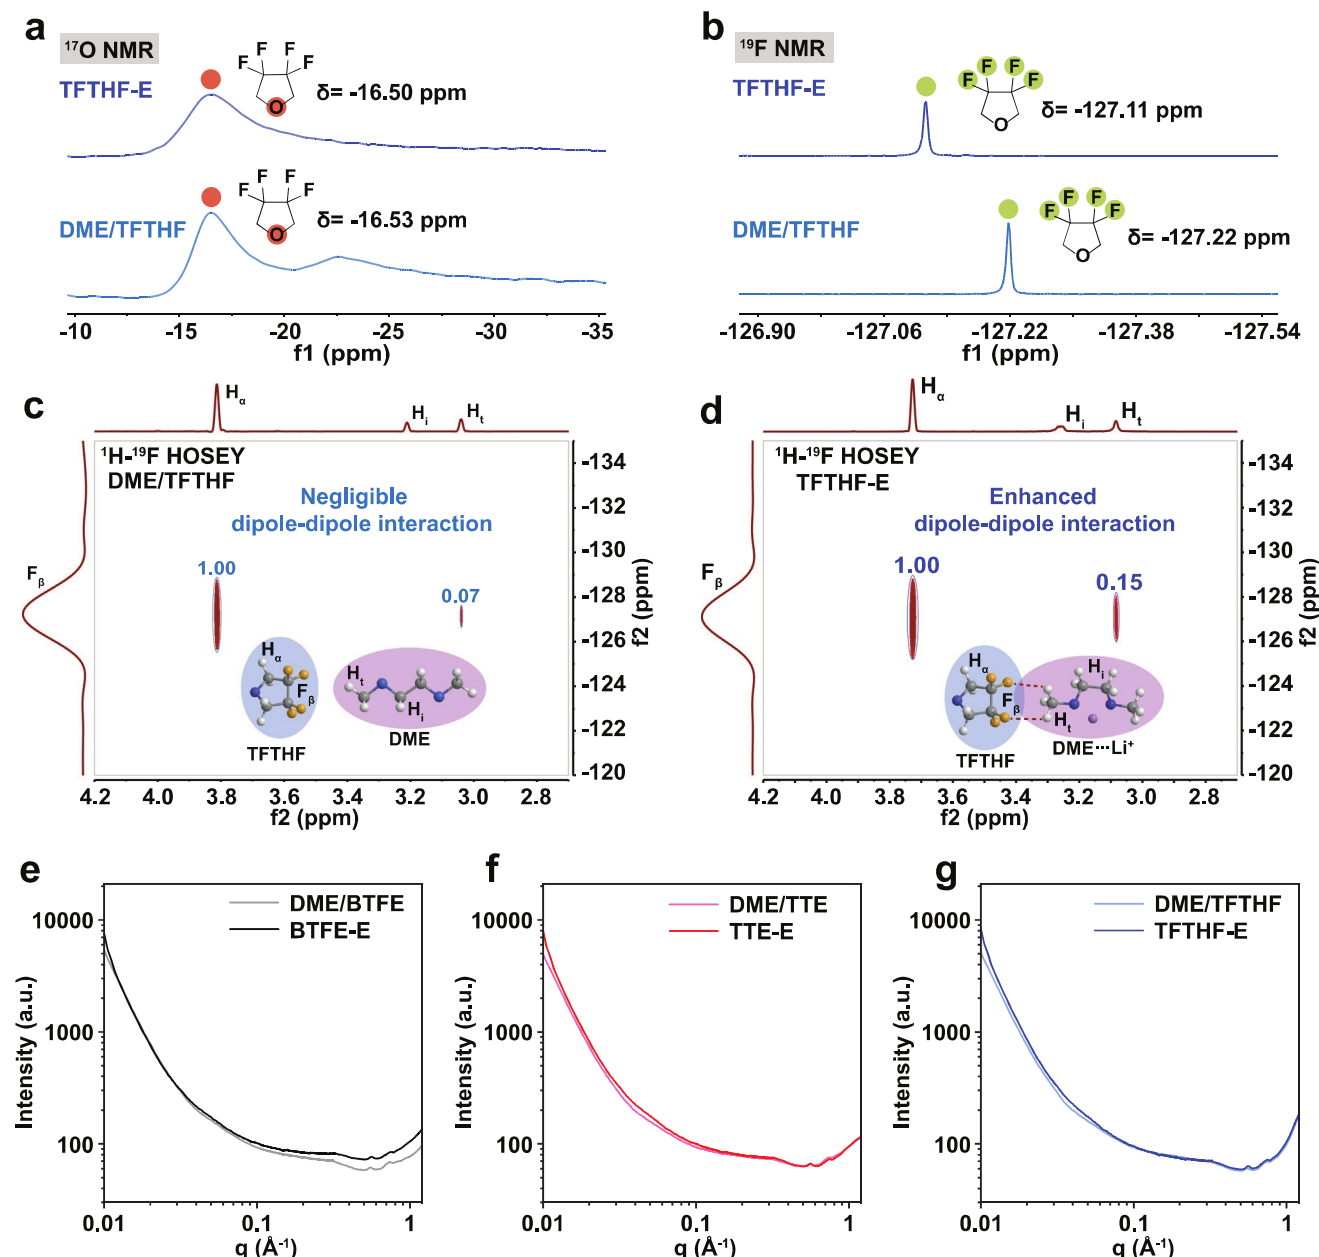 a
¹⁷O NMR
TFTHF-E
F F F F
O
δ= -16.50 ppm
DME/TFTHF
F F F F
O
δ= -16.53 ppm
-10 -15 -20 -25 -30 -35
f1 (ppm)
b
¹⁹F NMR
TFTHF-E
F F F F
O
δ= -127.11 ppm
DME/TFTHF
F F F F
O
δ= -127.22 ppm
-126.90 -127.06 -127.22 -127.38 -127.54
f1 (ppm)
c
Hα
Hi
Ht
¹H-¹⁹F HOSEY
DME/TFTHF
Negligible
dipole-dipole interaction
Fβ
1.00
0.07
Hα
Fβ
TFTHF
Ht
Hi
DME
-134
-130
-128
-126
-124
-122
-120
f2 (ppm)
4.2 4.0 3.8 3.6 3.4 3.2 3.0 2.8
f2 (ppm)
d
Hα
Hi
Ht
¹H-¹⁹F HOSEY
TFTHF-E
Enhanced
dipole-dipole interaction
Fβ
1.00
0.15
Hα
Fβ
TFTHF
Hi
Ht
DME···Li⁺
-134
-130
-128
-126
-124
-122
-120
f2 (ppm)
4.2 4.0 3.8 3.6 3.4 3.2 3.0 2.8
f2 (ppm)
e
DME/BTFE
BTFE-E
10000
1000
100
Intensity (a.u.)
0.01 0.1 1
q (Å⁻¹)
f
DME/TTE
TTE-E
10000
1000
100
Intensity (a.u.)
0.01 0.1 1
q (Å⁻¹)
g
DME/TFTHF
TFTHF-E
10000
1000
100
Intensity (a.u.)
0.01 0.1 1
q (Å⁻¹)